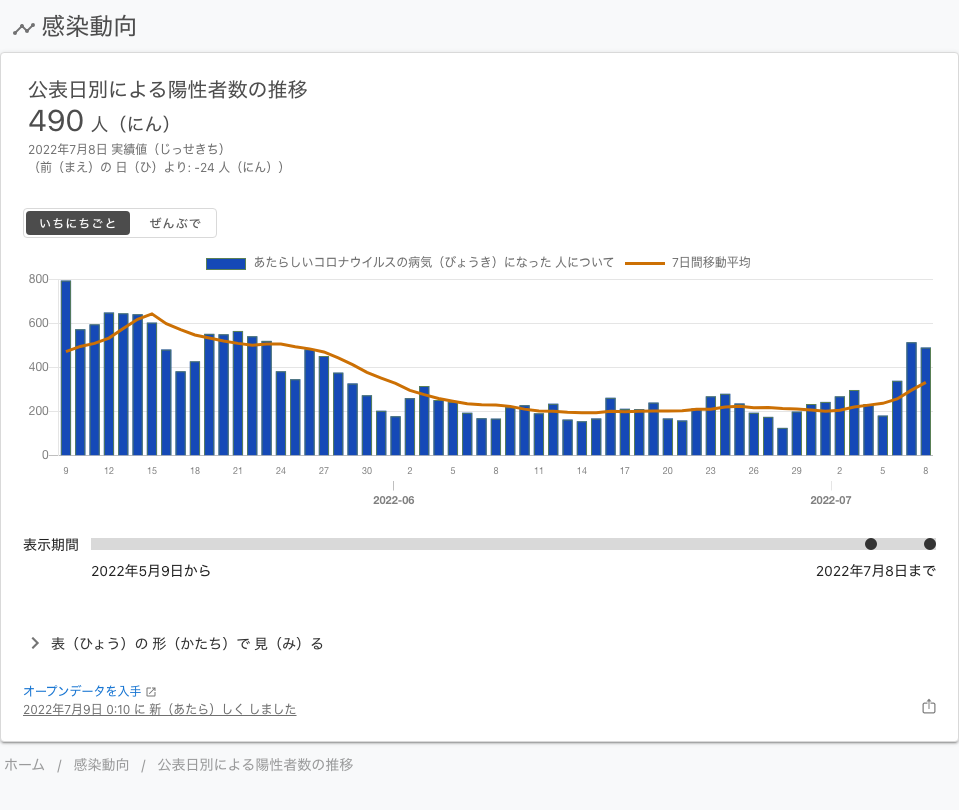 感染動向
公表日別による陽性者数の推移
490 人（にん）
2022年7月8日 実績値（じっせきち）
（前（まえ）の 日（ひ）より: -24 人（にん））
いちにちごと ぜんぶで
あたらしいコロナウイルスの病気（びょうき）になった 人について 7日間移動平均
800
600
400
200
0
9 12 15 18 21 24 27 30 2 5 8 11 14 17 20 23 26 29 2 5 8
2022-06 2022-07
表示期間
2022年5月9日から 2022年7月8日まで
表（ひょう）の 形（かたち）で 見（み）る
オープンデータを入手
2022年7月9日 0:10 に 新（あたら）しく しました
ホーム / 感染動向 / 公表日別による陽性者数の推移